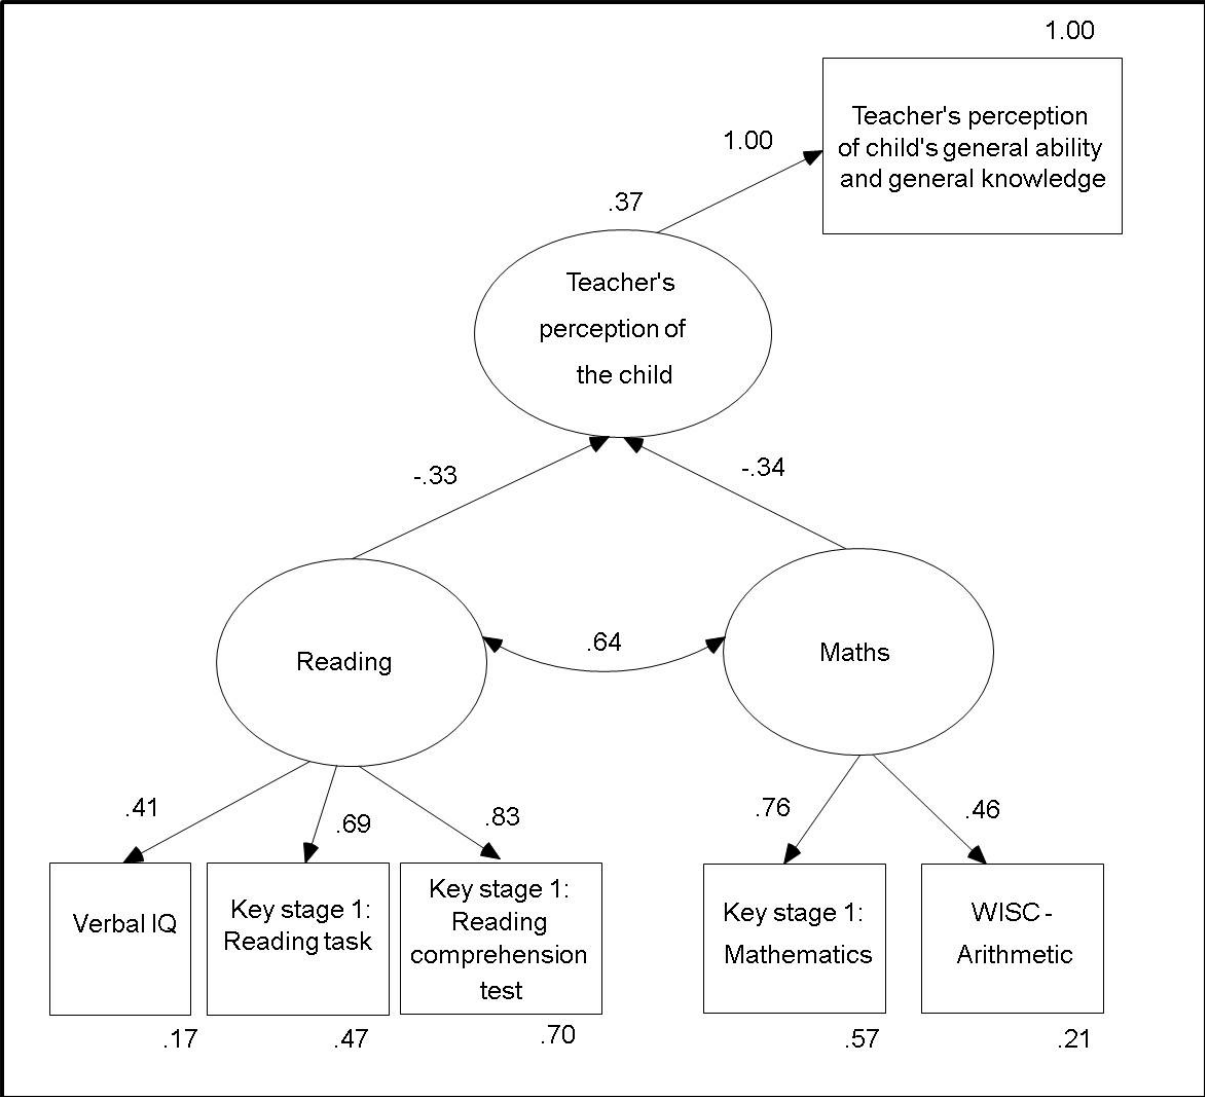 1.00
Teacher's perception
of child's general ability
and general knowledge
1.00
.37
Teacher's
perception of
the child
-.33
-.34
Reading
.64
Maths
.41
.69
.83
.76
.46
Verbal IQ
Key stage 1:
Reading task
Key stage 1:
Reading
comprehension
test
Key stage 1:
Mathematics
WISC -
Arithmetic
.17
.47
.70
.57
.21